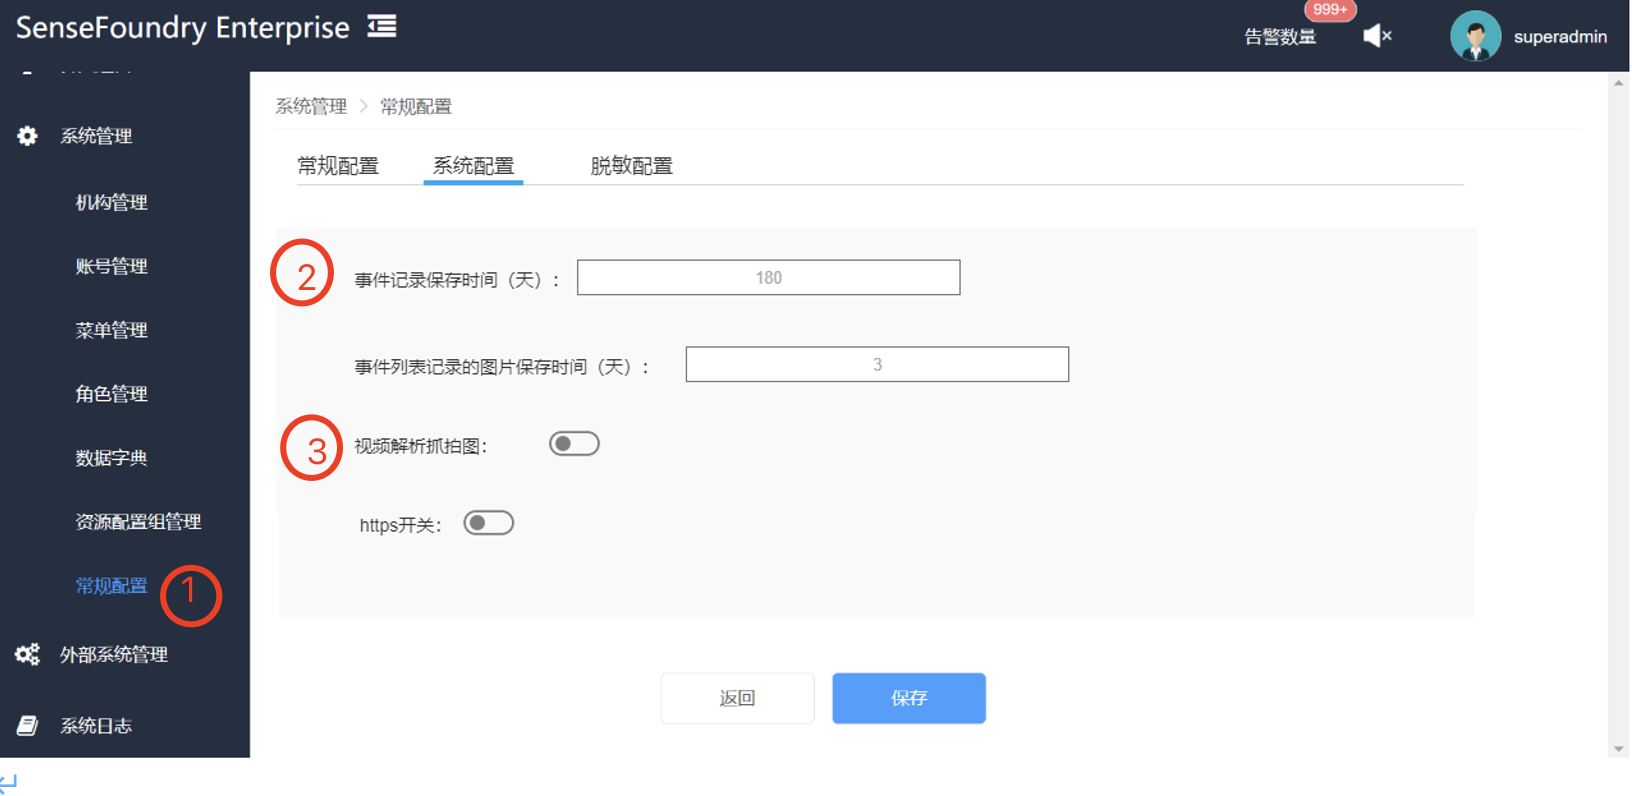 SenseFoundry Enterprise
999+
告警数量
superadmin
系统管理
机构管理
账号管理
菜单管理
角色管理
数据字典
资源配置组管理
常规配置
1
外部系统管理
系统日志
系统管理 > 常规配置
常规配置 系统配置 脱敏配置
2 事件记录保存时间（天）： 180
事件列表记录的图片保存时间（天）： 3
3 视频解析抓拍图：
https开关：
返回 保存